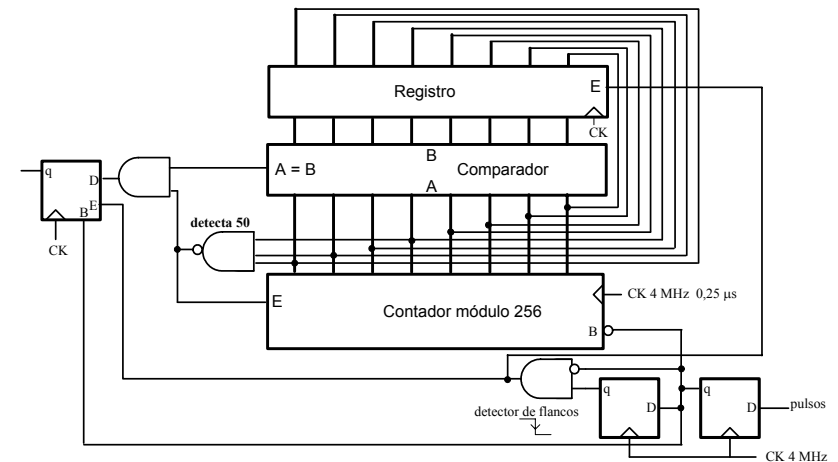 Registro
E
CK
B
A = B
Comparador
A
q
D
E
B
CK
detecta 50
E
Contador módulo 256
CK 4 MHz 0,25 μs
B
detector de flancos
q
D
q
D
pulsos
CK 4 MHz